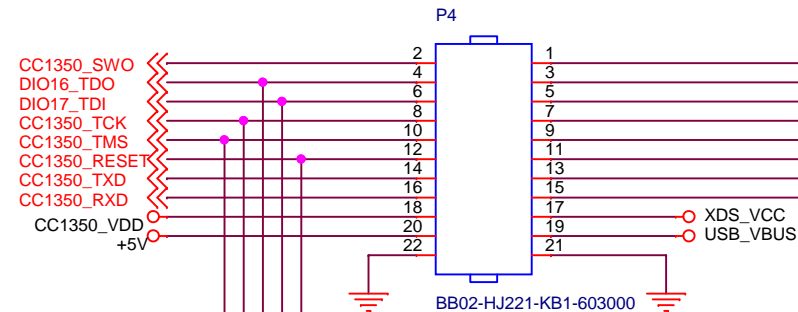 P4
CC1350_SWO 2 1
DIO16_TDO 4 3
DIO17_TDI 6 5
CC1350_TCK 8 7
CC1350_TMS 10 9
CC1350_RESET 12 11
CC1350_TXD 14 13
CC1350_RXD 16 15
CC1350_VDD 18 17 XDS_VCC
+5V 20 19 USB_VBUS
22 21
BB02-HJ221-KB1-603000